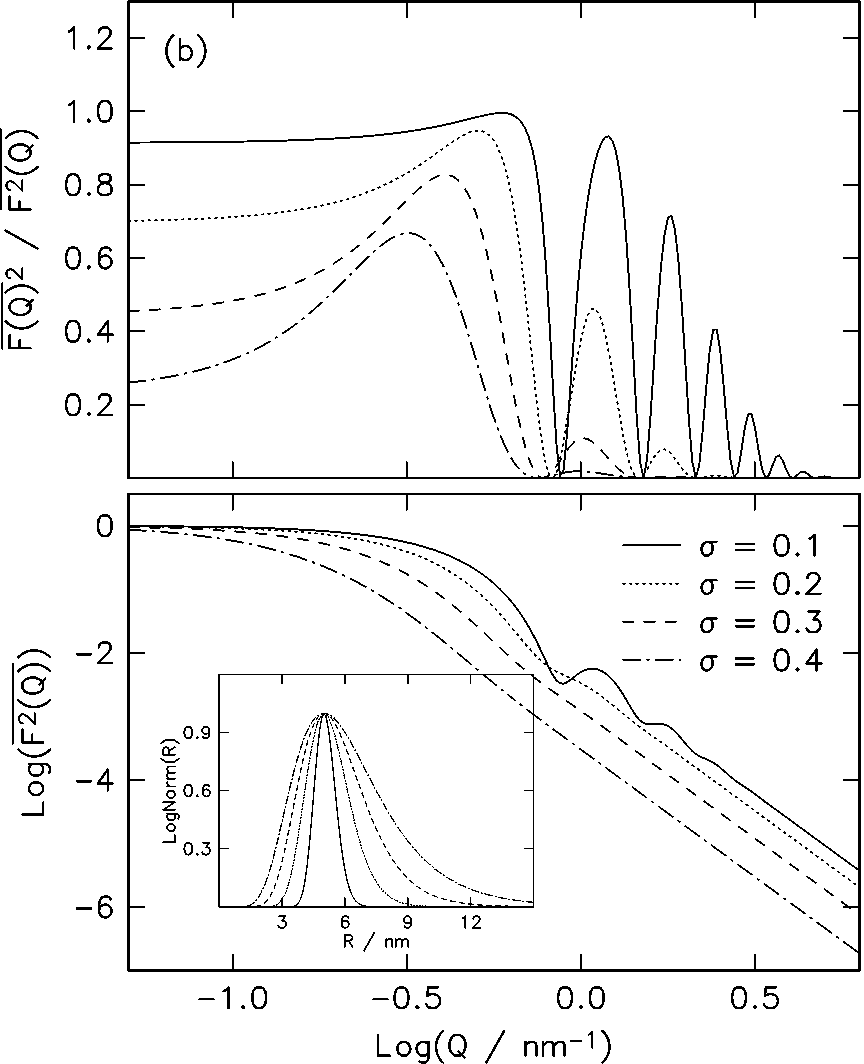 (b)
1.2
1.0
0.8
0.6
0.4
0.2
F(Q)² / F²(Q)
0
−2
−4
−6
Log(F²(Q))
σ = 0.1
σ = 0.2
σ = 0.3
σ = 0.4
0.9
0.6
0.3
LogNorm(R)
3 6 9 12
R / nm
−1.0 −0.5 0.0 0.5
Log(Q / nm⁻¹)